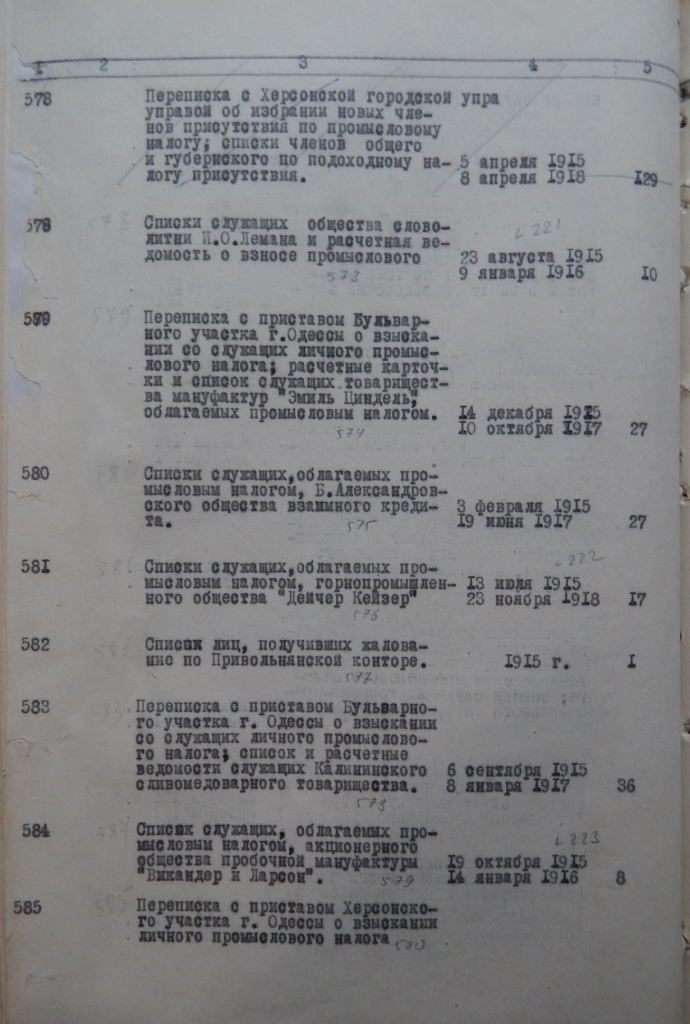 1 2 3 4 5
578 Переписка с Херсонской городской упра
управой об избрании новых чле-
нов присутствия по промысловому
налогу; списки членов общего
и губернского по подоходному на- 5 апреля 1915
логу присутствия. 8 апреля 1918 129
578 Списки служащих общества слово-
литни И.О.Лемана и расчетная ве-
домость о взносе промыслового 23 августа 1915
9 января 1916 10
с 221
573
579 Переписка с приставом Бульвар-
ного участка г.Одессы о взыска-
нии со служащих личного промыс-
лового налога; расчетные карточ-
ки и список служащих товарищест-
ва мануфактур "Эмиль Циндель",
облагаемых промысловым налогом. 14 декабря 1915
10 октября 1917 27
574
580 Списки служащих,облагаемых про-
мысловым налогом, Б.Александров-
ского общества взаимного креди- 3 февраля 1915
та. 19 июня 1917 27
575
с 222
581 Списки служащих,облагаемых про-
мысловым налогом, горнопромышлен- 13 июля 1915
ного общества "Дейчер Кейзер" 23 ноября 1918 17
576
582 Список лиц, получивших жалова-
ние по Привольнянской конторе. 1915 г. 1
577
583 Переписка с приставом Бульварно-
го участка г. Одессы о взыскании
со служащих личного промыслово-
го налога; список и расчетные
ведомости служащих Калининского 6 сентября 1915
сливомедоварного товарищества. 8 января 1917 36
578
584 Список служащих, облагаемых про-
мысловым налогом, акционерного с 223
общества пробочной мануфактуры 19 октября 1915
"Викандер и Ларсон". 14 января 1916 8
579
585 Переписка с приставом Херсонско-
го участка г. Одессы о взыскании
личного промыслового налога